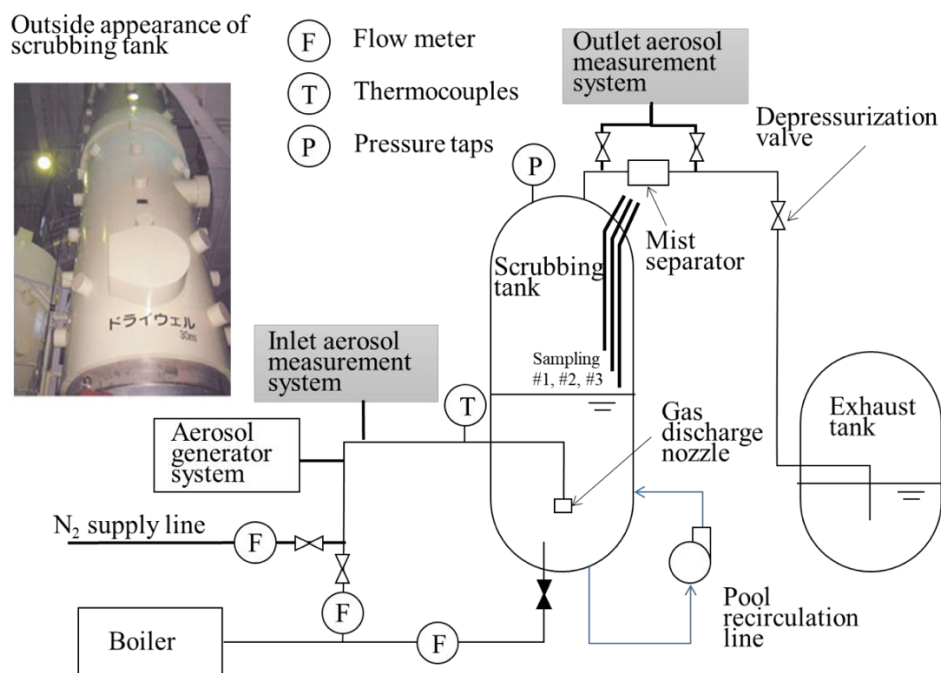 Outside appearance of
scrubbing tank
F Flow meter
T Thermocouples
P Pressure taps
Outlet aerosol
measurement
system
Depressurization
valve
P
Mist
separator
Scrubbing
tank
ドライウェル
30㎥
Inlet aerosol
measurement
system
Sampling
#1, #2, #3
T
Gas
discharge
nozzle
Exhaust
tank
Aerosol
generator
system
N₂ supply line
F
F
Boiler
F
Pool
recirculation
line